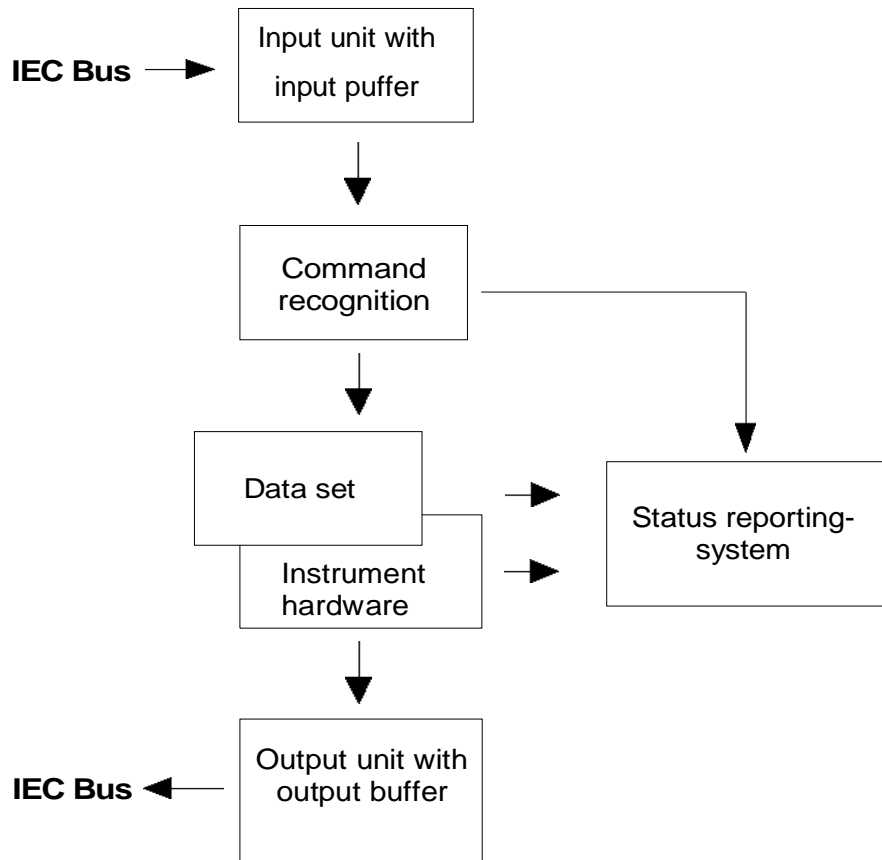 Input unit with
IEC Bus
input puffer
Command
recognition
Data set
Status reporting-
system
Instrument
hardware
Output unit with
output buffer
IEC Bus